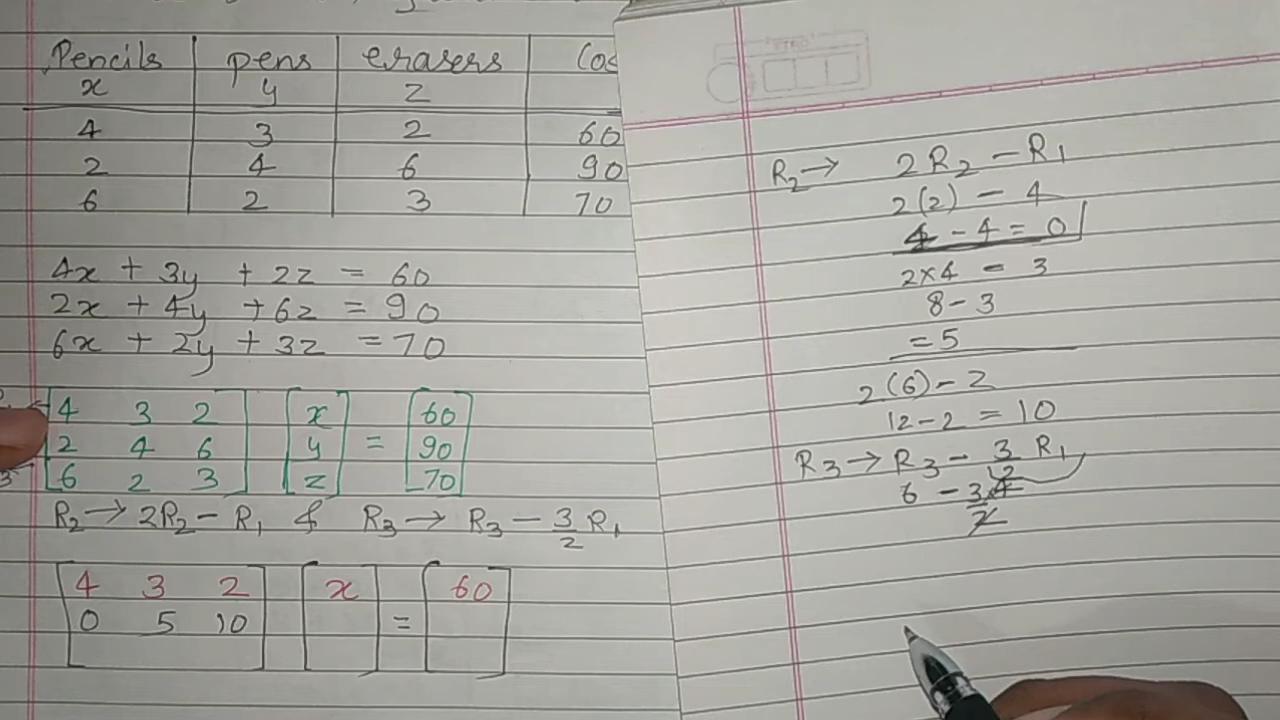 Pencils pens erasers Cos
x y z
4 3 2 60
2 4 6 90
6 2 3 70
4x + 3y + 2z = 60
2x + 4y + 6z = 90
6x + 2y + 3z = 70
4 3 2 x 60
2 4 6 y = 90
6 2 3 z 70
R₂ → 2R₂ - R₁ & R₃ → R₃ - 3/2 R₁
4 3 2 x 60
0 5 10 =
R₂ → 2R₂ - R₁
2(2) - 4
4 - 4 = 0
2×4 - 3
8 - 3
= 5
2(6) - 2
12 - 2 = 10
R₃ → R₃ - 3/2 R₁
6 - 3/2 4